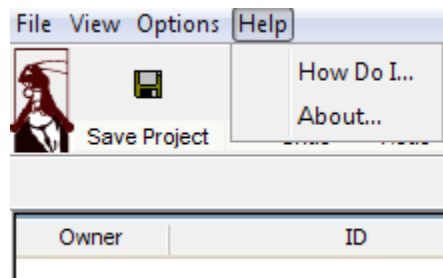 File View Options Help
How Do I...
About...
Save Project
Owner ID